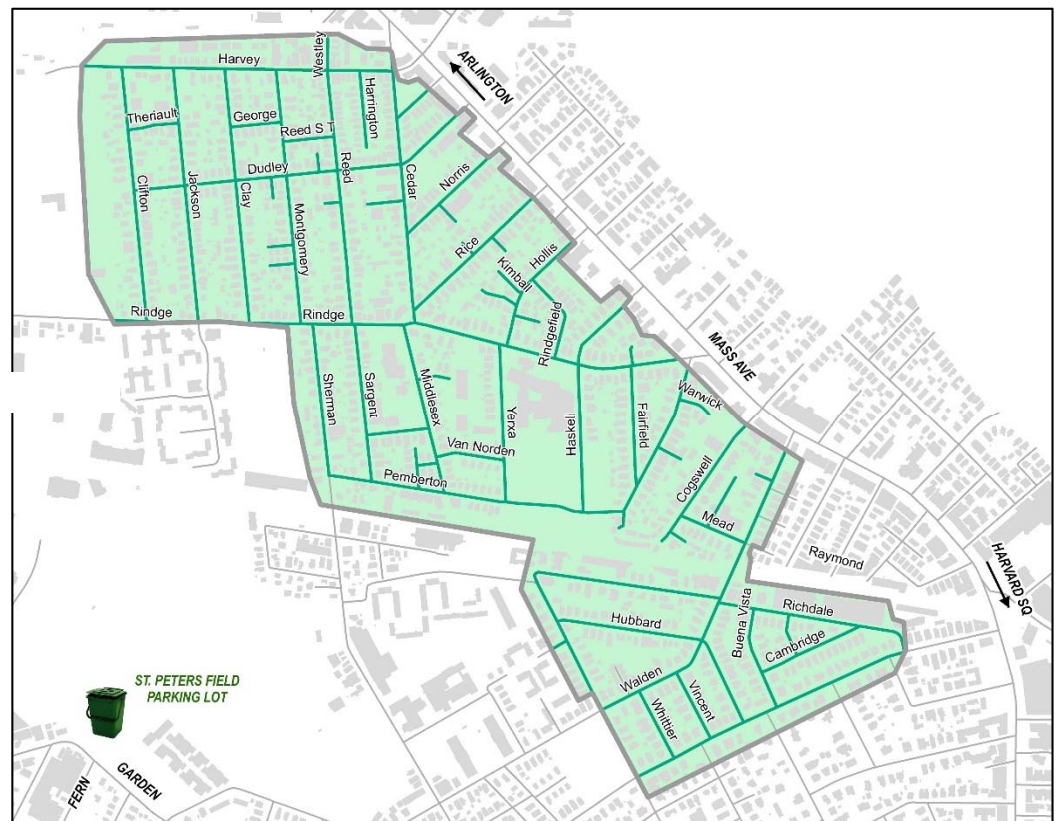 Harvey
Westley
ARLINGTON
Theriault
George
Harrington
Reed S T
Dudley
Reed
Cedar
Norris
Clifton
Jackson
Clay
Montgomery
Rice
Kimball
Hollis
Rindge
Rindge
Rindgefield
MASS AVE
Sherman
Sargent
Middlesex
Yerxa
Haskell
Fairfield
Warwick
Van Norden
Pemberton
Cogswell
Mead
Raymond
HARVARD SQ
Hubbard
Buena Vista
Richdale
Cambridge
Walden
Whittier
Vincent
ST. PETERS FIELD
PARKING LOT
GARDEN
FERN